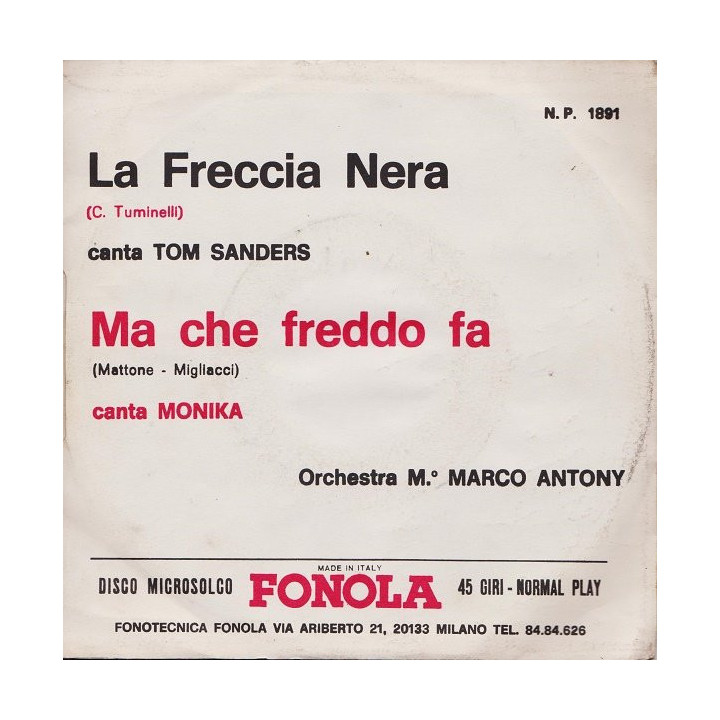 N.P. 1891
La Freccia Nera
(C. Tuminelli)
canta TOM SANDERS
Ma che freddo fa
(Mattone - Migliacci)
canta MONIKA
Orchestra M.° MARCO ANTONY
MADE IN ITALY
DISCO MICROSOLCO FONOLA 45 GIRI - NORMAL PLAY
FONOTECNICA FONOLA VIA ARIBERTO 21, 20133 MILANO TEL. 84.84.626